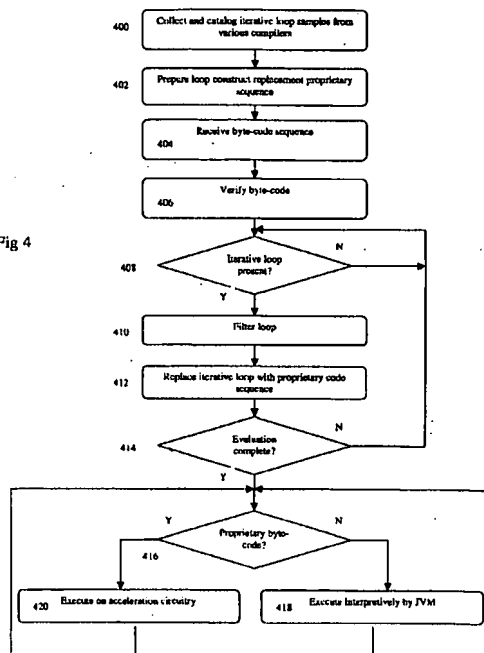 400 Collect and catalog iterative loop samples from
various compilers
402 Prepare loop construct replacement proprietary
sequence
Receive byte-code sequence
404
Verify byte-code
406
Fig 4
N
Iterative loop
408 present?
Y
410 Filter loop
412 Replace iterative loop with proprietary code
sequence
N
414 Evaluation
complete?
Y
Y N
Proprietary byte-
416 code?
420 Execute on acceleration circuitry
418 Execute Interpretively by JVM